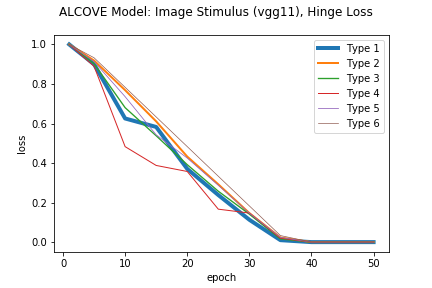 ALCOVE Model: Image Stimulus (vgg11), Hinge Loss
1.0
0.8
0.6
0.4
0.2
0.0
loss
0
10
20
30
40
50
epoch
Type 1
Type 2
Type 3
Type 4
Type 5
Type 6